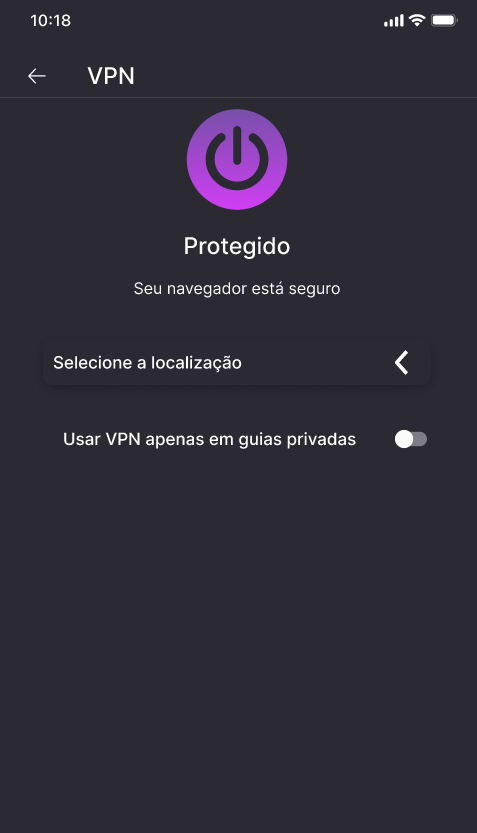 10:18
VPN
Protegido
Seu navegador está seguro
Selecione a localização
Usar VPN apenas em guias privadas